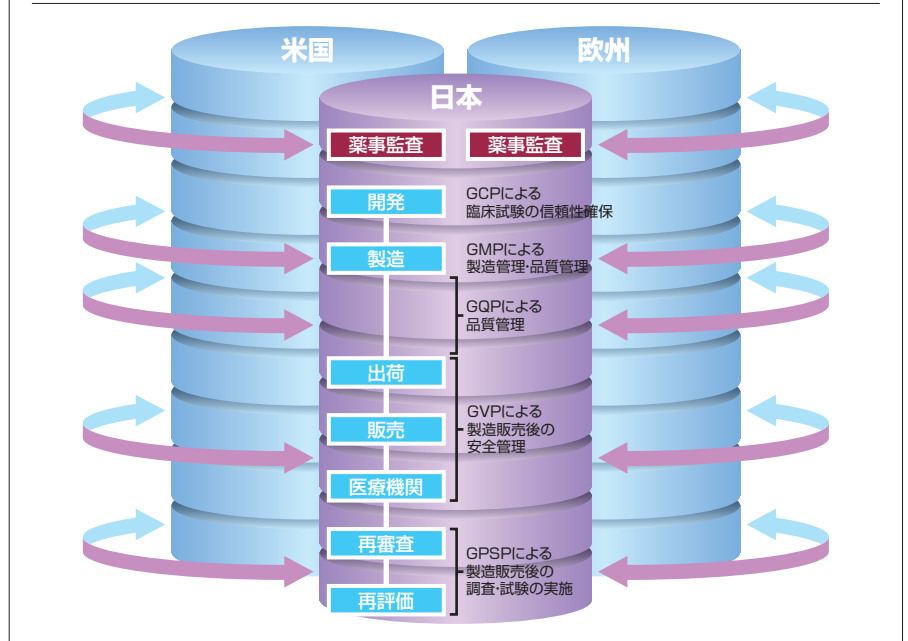 米国
欧州
日本
薬事監査
薬事監査
開発
GCPによる
臨床試験の信頼性確保
製造
GMPによる
製造管理・品質管理
GQPによる
品質管理
出荷
販売
GVPによる
製造販売後の
安全管理
医療機関
再審査
GPSPによる
製造販売後の
調査・試験の実施
再評価